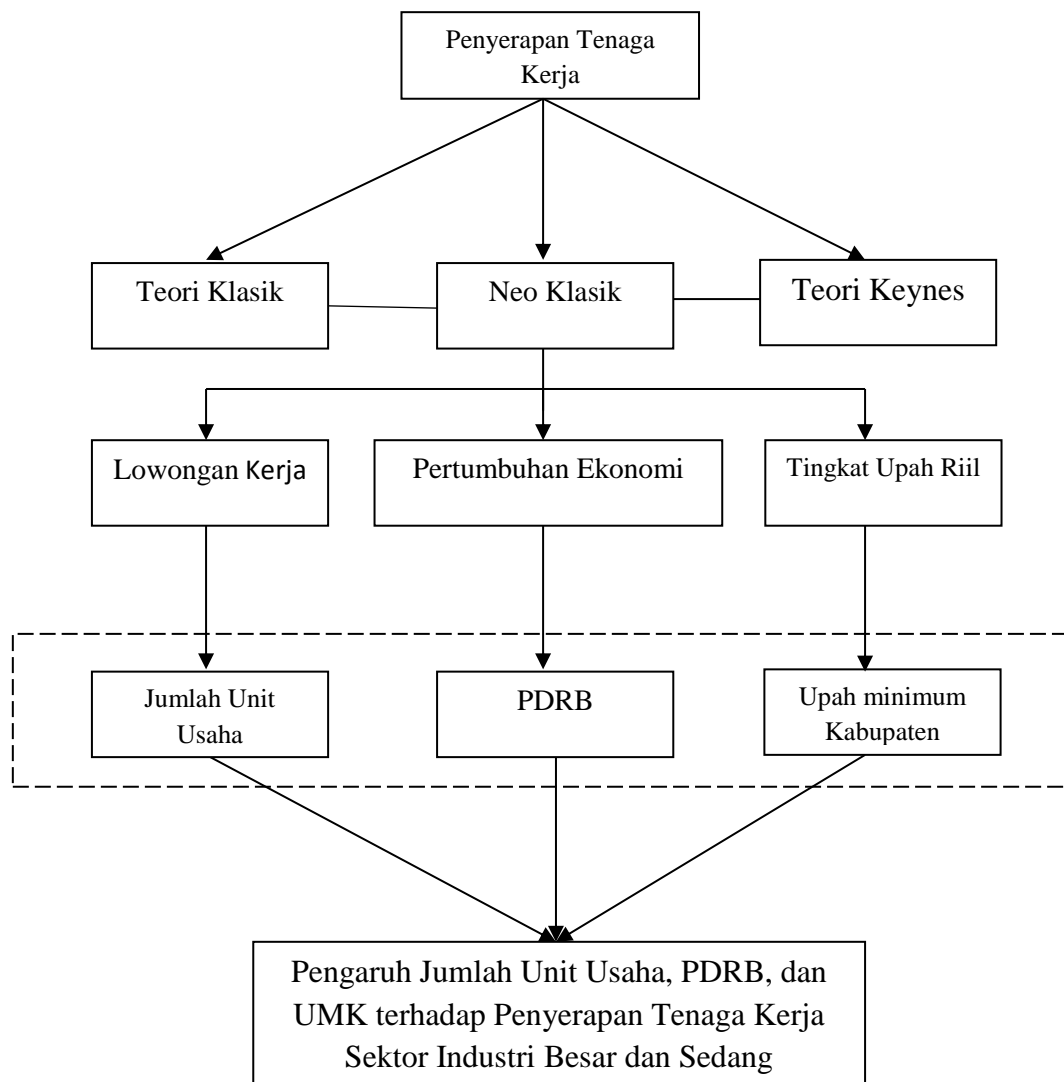 Penyerapan Tenaga
Kerja
Teori Klasik
Neo Klasik
Teori Keynes
Lowongan Kerja
Pertumbuhan Ekonomi
Tingkat Upah Riil
Jumlah Unit
Usaha
PDRB
Upah minimum
Kabupaten
Pengaruh Jumlah Unit Usaha, PDRB, dan
UMK terhadap Penyerapan Tenaga Kerja
Sektor Industri Besar dan Sedang